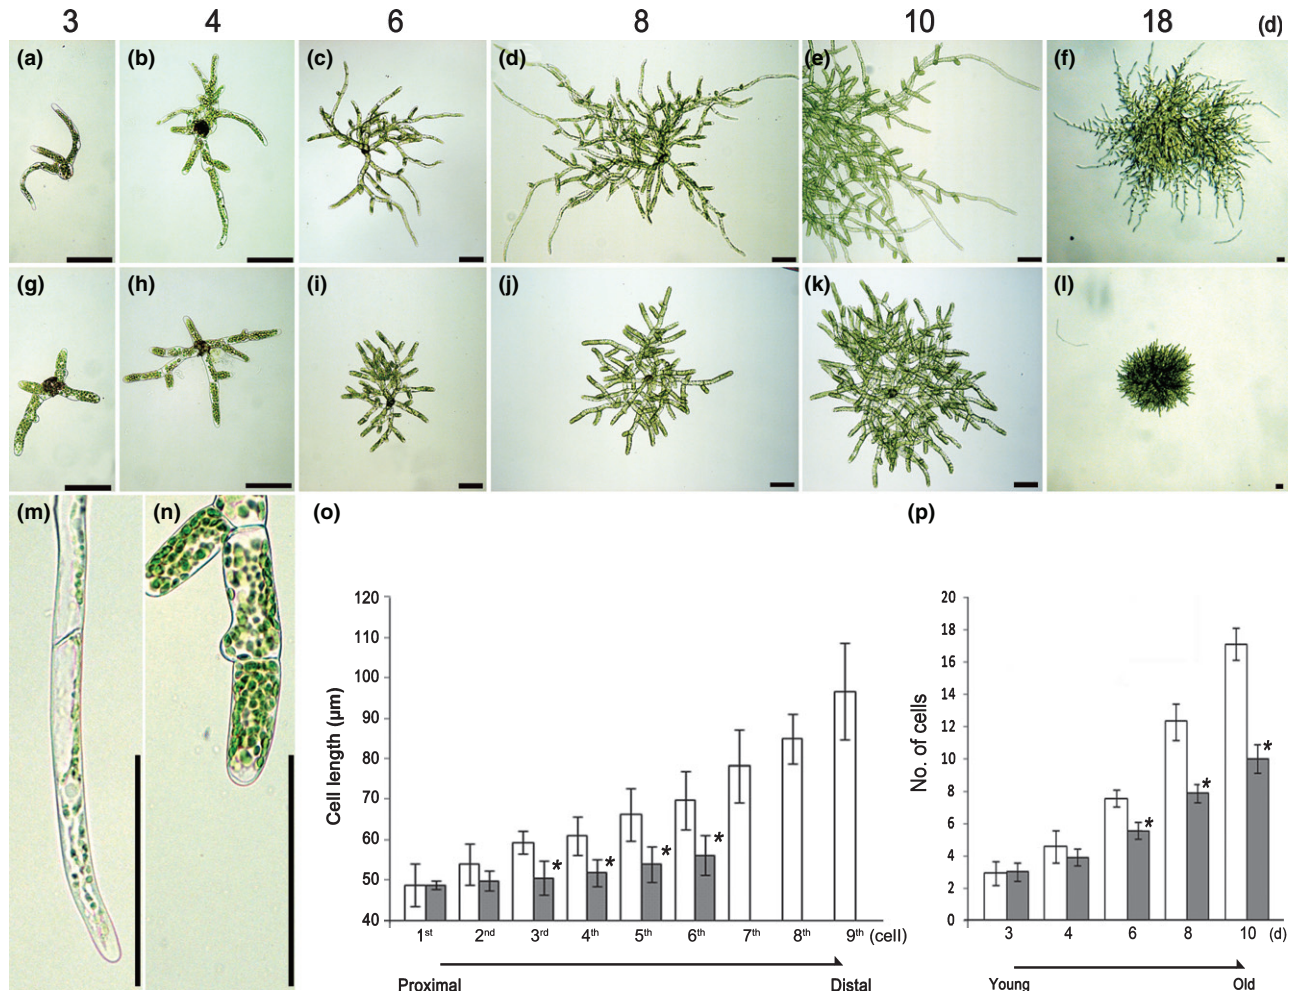 3 4 6 8 10 18 (d)
(a) (b) (c) (d) (e) (f)
(g) (h) (i) (j) (k) (l)
(m) (n) (o) (p)
Cell length (µm)
120
110
100
90
80
70
60
50
40
* * * *
1st 2nd 3rd 4th 5th 6th 7th 8th 9th (cell)
Proximal Distal
No. of cells
20
18
16
14
12
10
8
6
4
2
0
* * *
3 4 6 8 10 (d)
Young Old